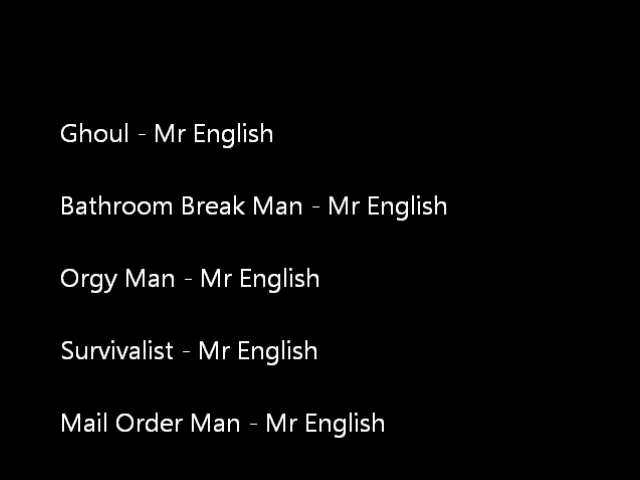 Ghoul - Mr English
Bathroom Break Man - Mr English
Orgy Man - Mr English
Survivalist - Mr English
Mail Order Man - Mr English